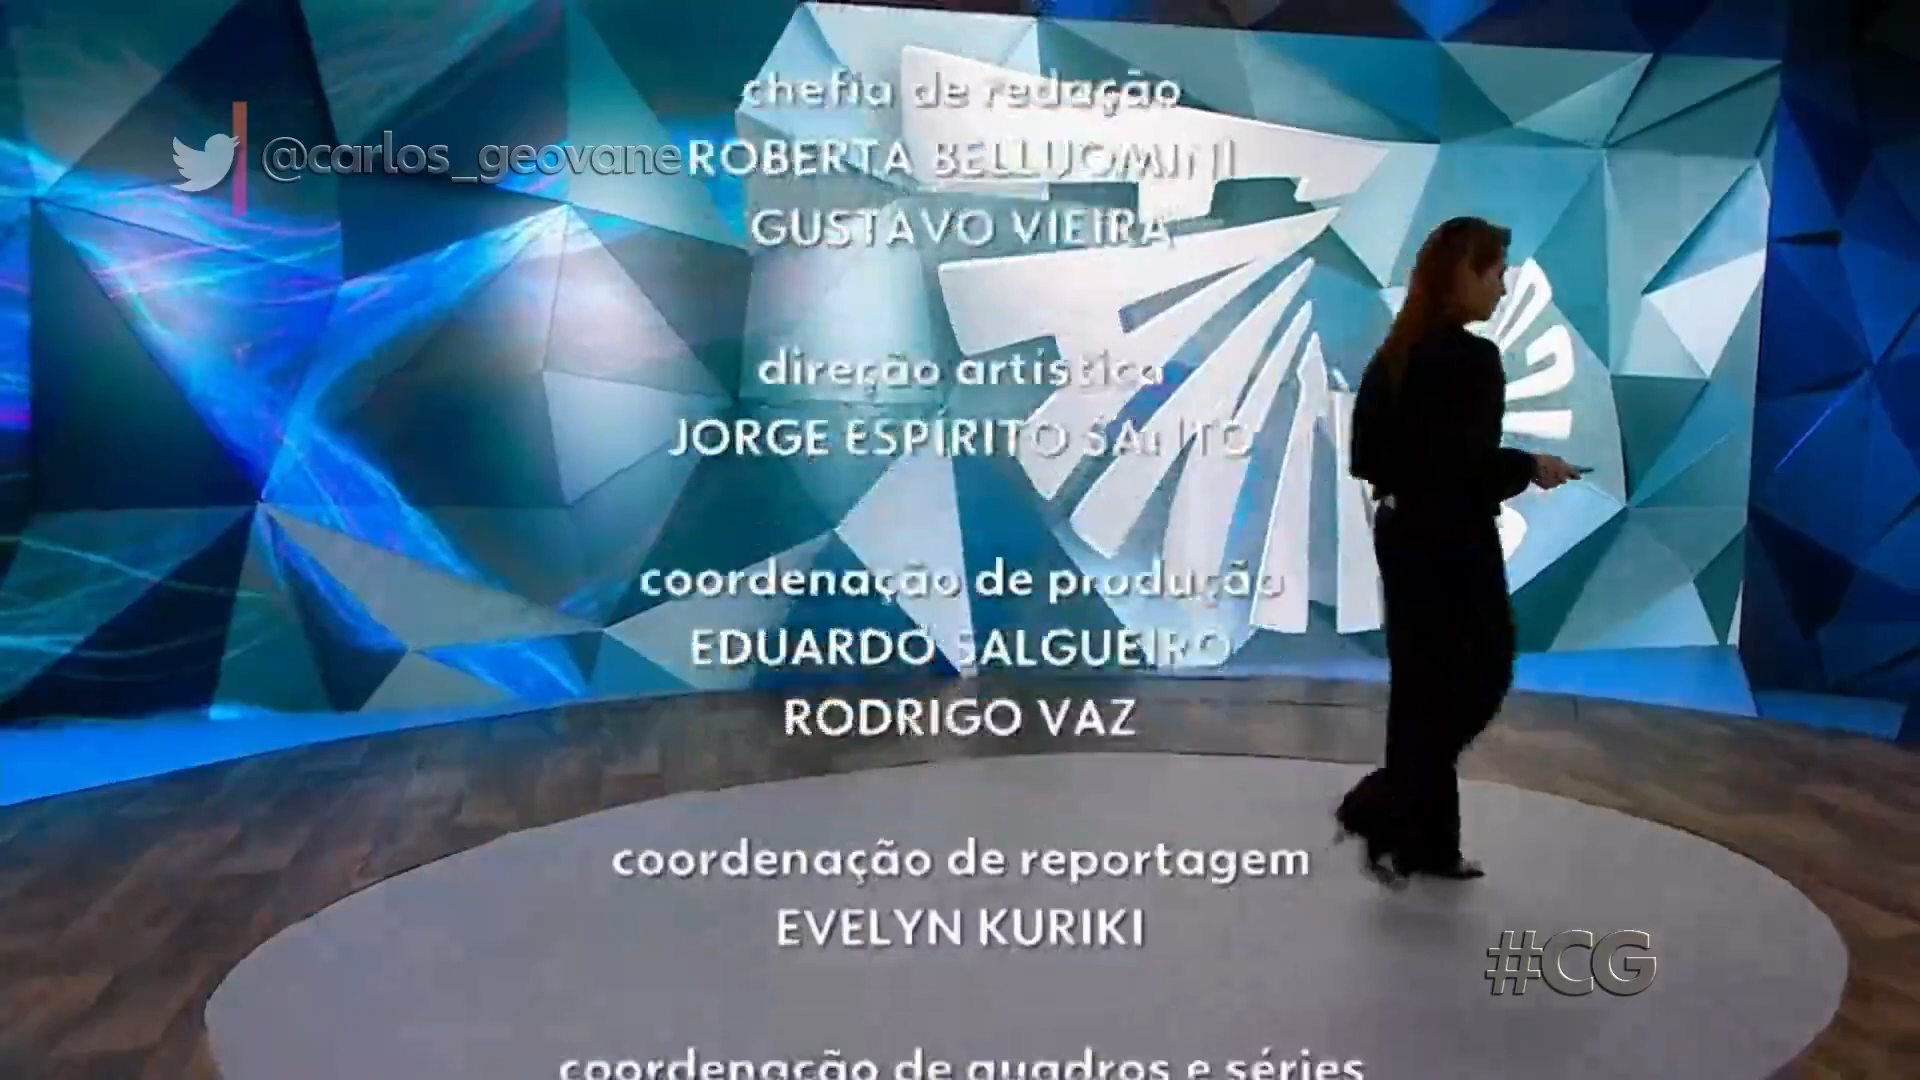 chefia de redação
@carlos_geovane
ROBERTA BELLUOMINI
GUSTAVO VIEIRA
direção artística
JORGE ESPÍRITO SANTO
coordenação de produção
EDUARDO SALGUEIRO
RODRIGO VAZ
coordenação de reportagem
EVELYN KURIKI
#CG
coordenação de quadros e séries